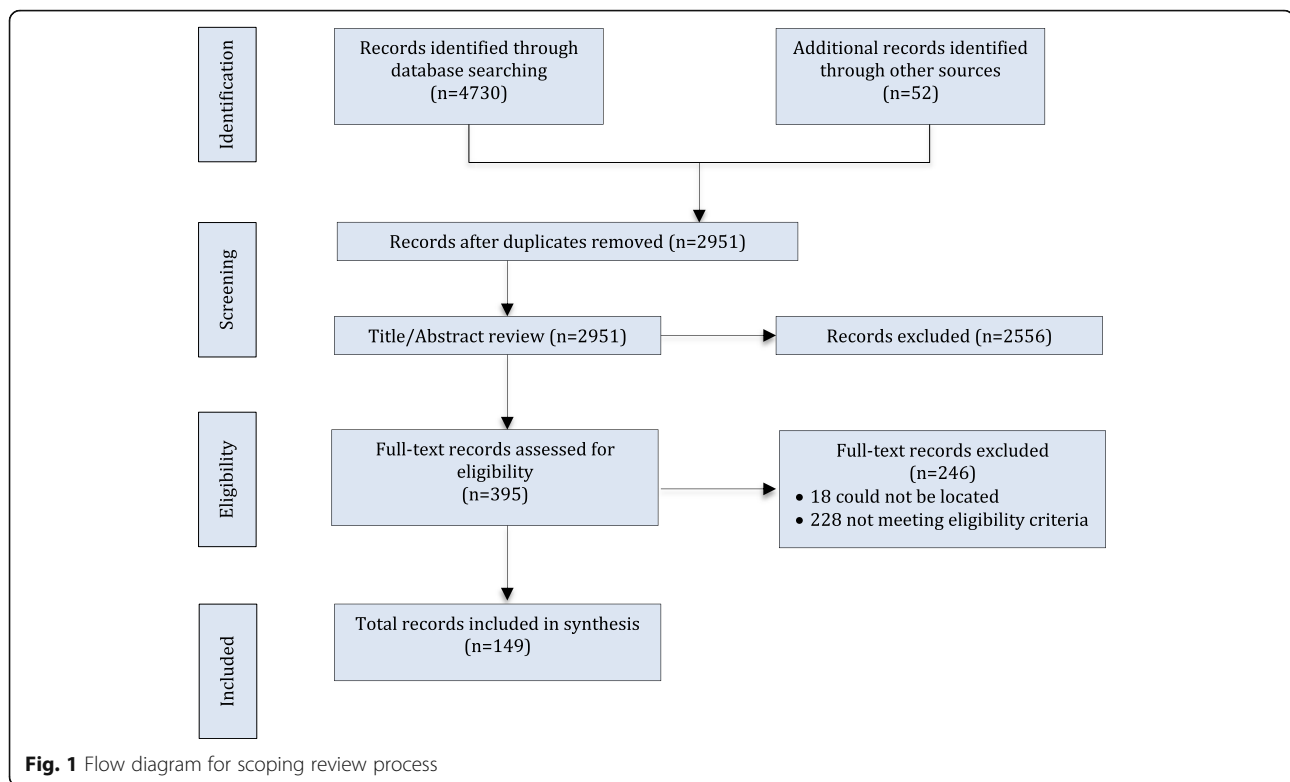 Identification
Records identified through
database searching
(n=4730)
Additional records identified
through other sources
(n=52)
Screening
Records after duplicates removed (n=2951)
Title/Abstract review (n=2951)
Records excluded (n=2556)
Eligibility
Full-text records assessed for
eligibility
(n=395)
Full-text records excluded
(n=246)
• 18 could not be located
• 228 not meeting eligibility criteria
Included
Total records included in synthesis
(n=149)
Fig. 1 Flow diagram for scoping review process